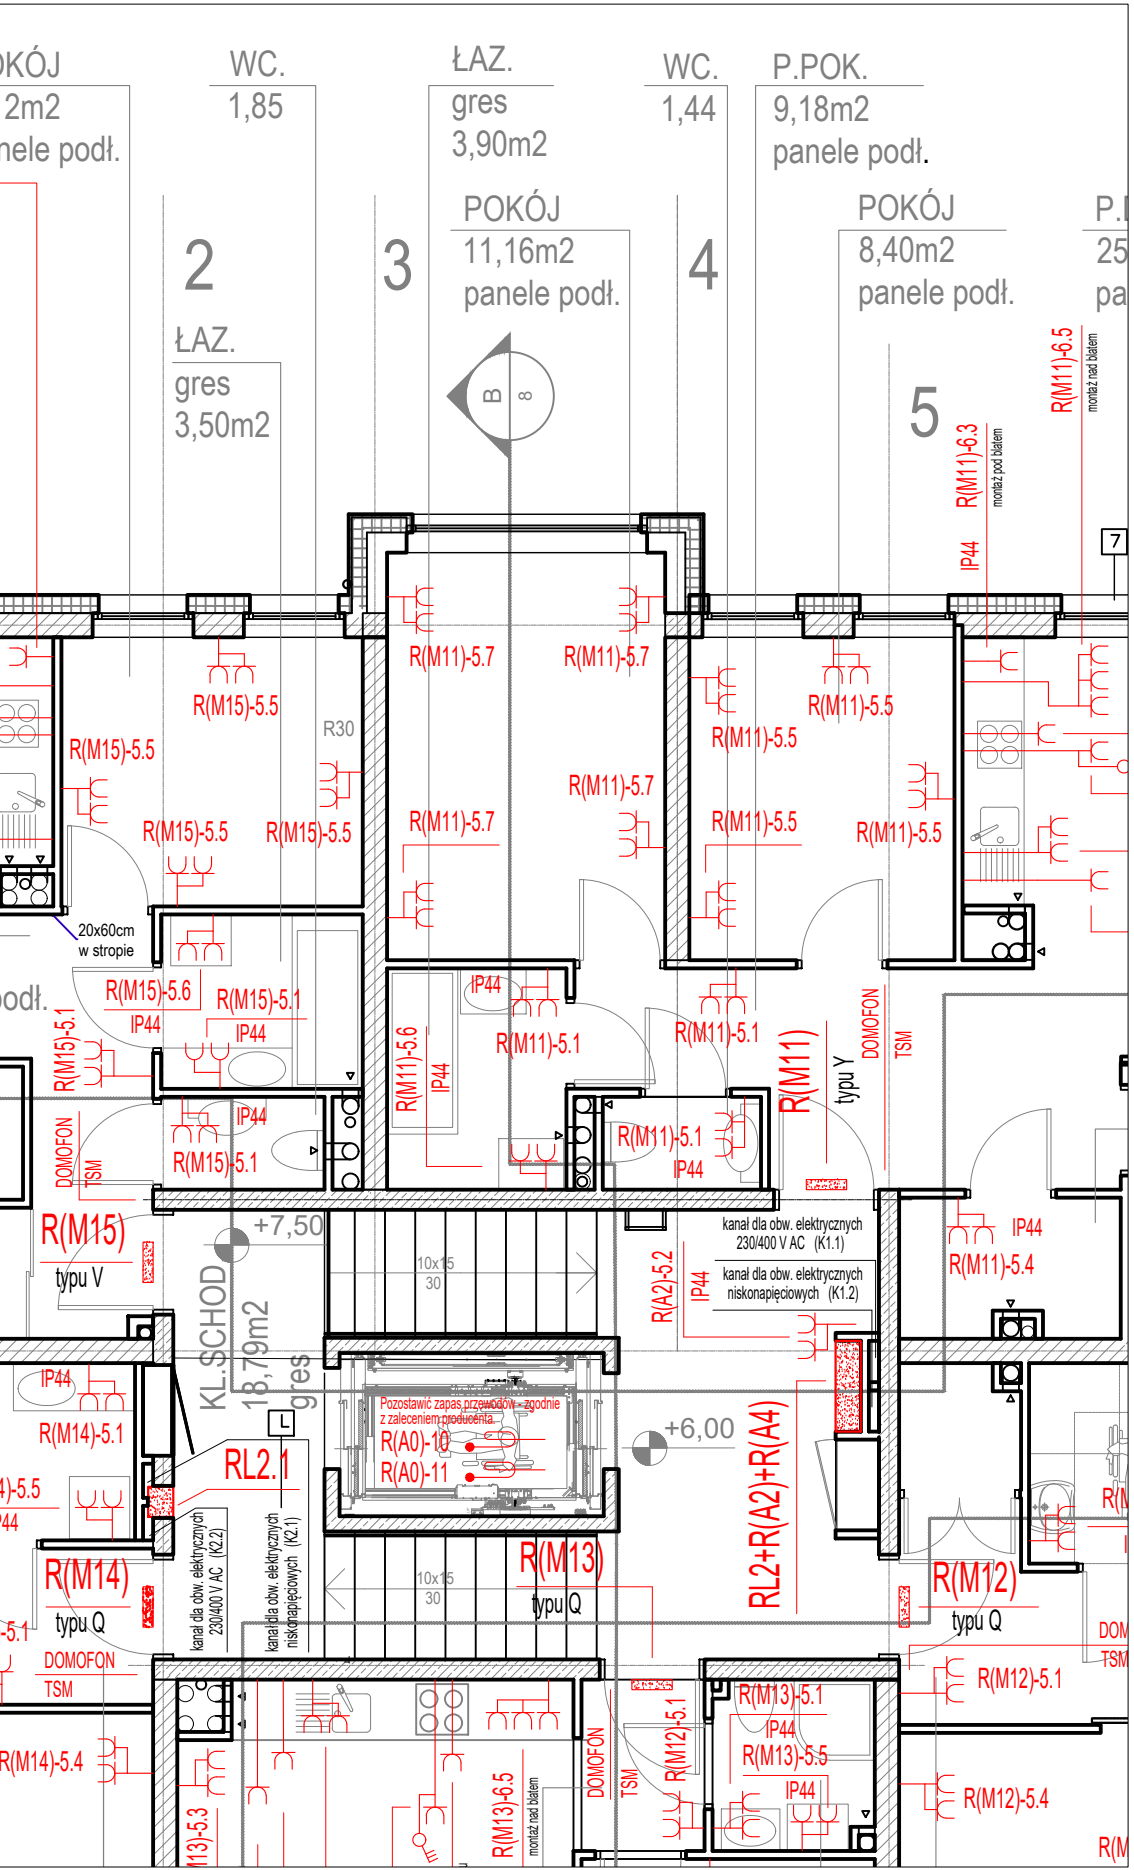 WC.
1,85
ŁAZ.
gres
3,90m2
WC.
1,44
P.POK.
9,18m2
panele podł.
POKÓJ
11,16m2
panele podł.
POKÓJ
8,40m2
panele podł.
2
3
4
5
ŁAZ.
gres
3,50m2
B
8
R(M11)-6.5
montaż nad blatem
R(M11)-6.3
montaż pod blatem
IP44
7
R(M15)-5.5
R(M11)-5.7
R(M11)-5.7
R(M11)-5.5
R30
R(M15)-5.5
R(M11)-5.5
R(M11)-5.7
R(M15)-5.5
R(M15)-5.5
R(M11)-5.7
R(M11)-5.5
R(M11)-5.5
20x60cm
w stropie
R(M15)-5.6
IP44
R(M15)-5.1
IP44
R(M15)-5.1
IP44
R(M11)-5.1
R(M11)-5.6
IP44
R(M11)-5.1
R(M11)
typu Y
DOMOFON
TSM
DOMOFON
TSM
IP44
R(M15)-5.1
R(M11)-5.1
IP44
R(M15)
typu V
+7,50
KL.SCHOD
18,79m2
gres
10x15
30
R(A2)-5.2
IP44
kanał dla obw. elektrycznych
230/400 V AC (K1.1)
kanał dla obw. elektrycznych
niskonapięciowych (K1.2)
IP44
R(M11)-5.4
IP44
R(M14)-5.1
Pozostawić zapas przewodów - zgodnie
z zaleceniem producenta.
R(A0)-10
R(A0)-11
+6,00
RL2+R(A2)+R(A4)
L
RL2.1
kanał dla obw. elektrycznych
230/400 V AC (K2.2)
kanał dla obw. elektrycznych
niskonapięciowych (K2.1)
R(M14)
typu Q
DOMOFON
TSM
10x15
30
R(M13)
typu Q
R(M12)
typu Q
TSM
R(M12)-5.1
R(M14)-5.4
R(M13)-6.5
montaż nad blatem
DOMOFON
TSM
R(M12)-5.1
R(M13)-5.1
IP44
R(M13)-5.5
IP44
R(M12)-5.4